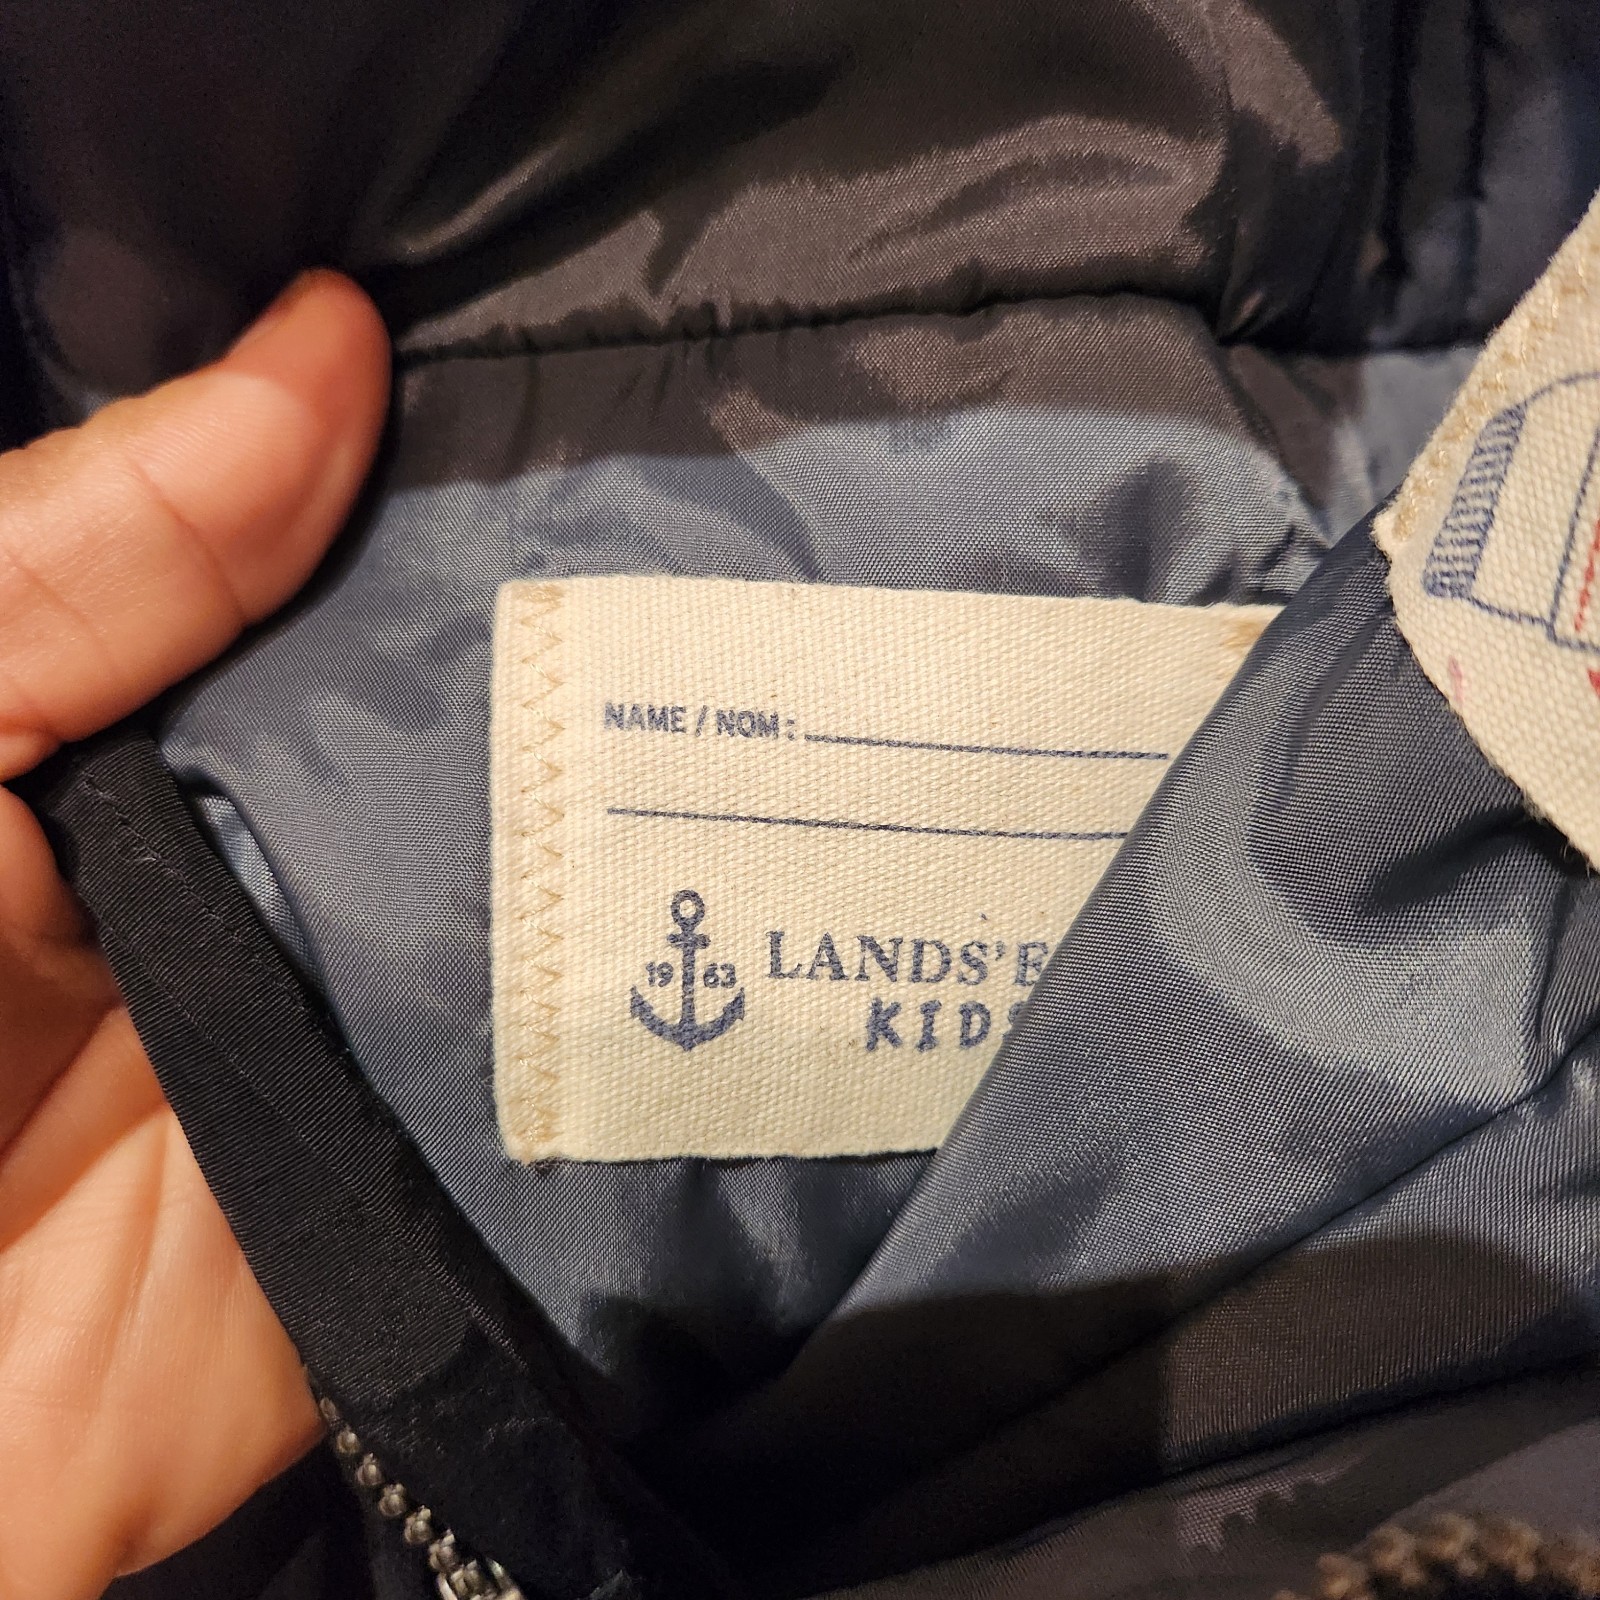 NAME / NOM :
19 63
LANDS' E
KIDS